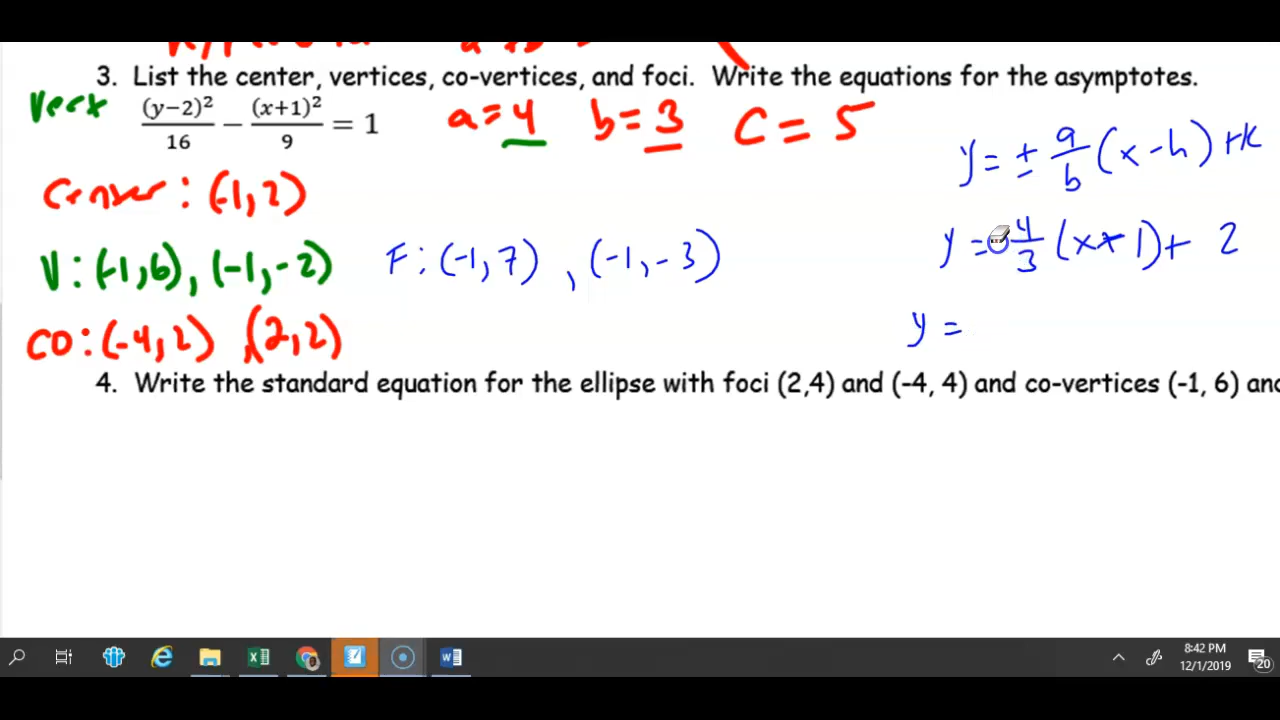 3. List the center, vertices, co-vertices, and foci. Write the equations for the asymptotes.
vert
(y−2)²/16 − (x+1)²/9 = 1
a = 4 b = 3 c = 5
y = ± a/b (x − h) + k
Center : (-1, 2)
y = 4/3 (x + 1) + 2
V : (-1, 6), (-1, -2)
F : (-1, 7) , (-1, -3)
y =
CO : (-4, 2) , (2, 2)
4. Write the standard equation for the ellipse with foci (2,4) and (-4, 4) and co-vertices (-1, 6) and
8:42 PM
12/1/2019
20